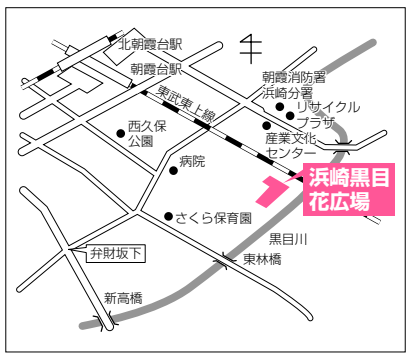 北朝霞台駅
朝霞台駅
東武東上線
朝霞消防署
浜崎分署
リサイクル
プラザ
産業文化
センター
西久保
公園
病院
浜崎黒目
花広場
さくら保育園
黒目川
弁財坂下
東林橋
新高橋